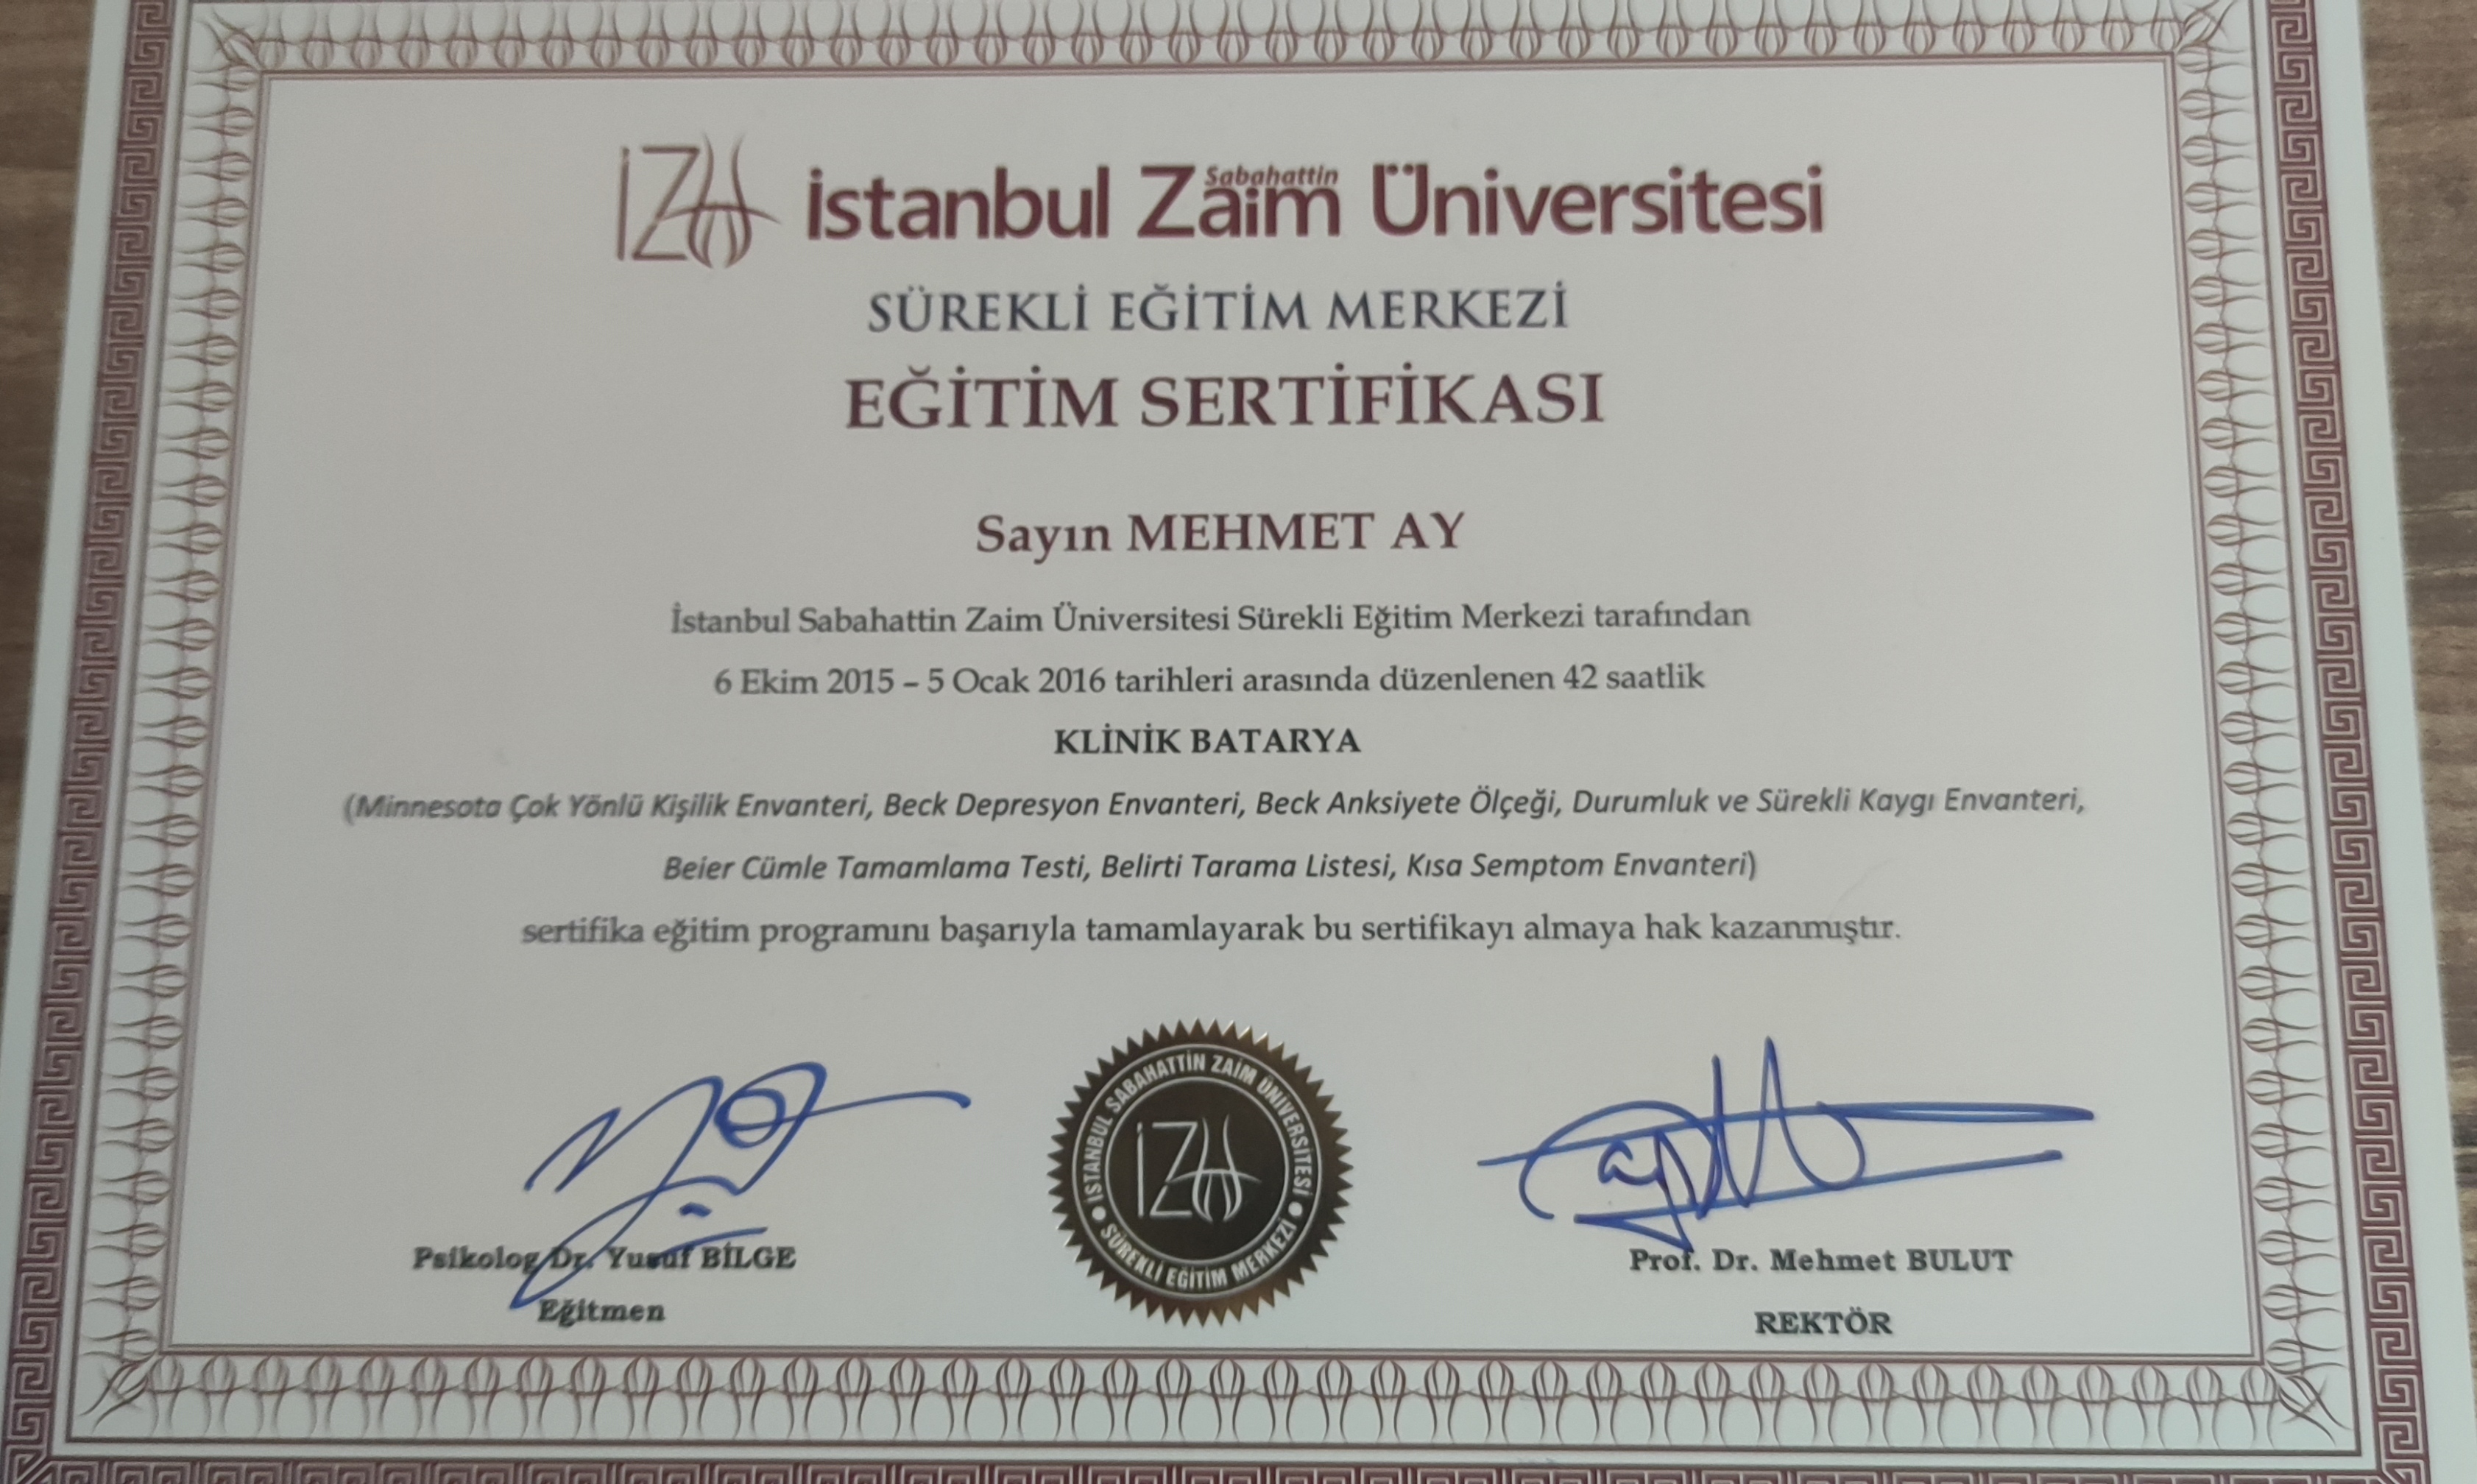 İZÜ İstanbul Sabahattin Zaim Üniversitesi
SÜREKLİ EĞİTİM MERKEZİ
EĞİTİM SERTİFİKASI
Sayın MEHMET AY
İstanbul Sabahattin Zaim Üniversitesi Sürekli Eğitim Merkezi tarafından
6 Ekim 2015 – 5 Ocak 2016 tarihleri arasında düzenlenen 42 saatlik
KLİNİK BATARYA
(Minnesota Çok Yönlü Kişilik Envanteri, Beck Depresyon Envanteri, Beck Anksiyete Ölçeği, Durumluk ve Sürekli Kaygı Envanteri,
Beier Cümle Tamamlama Testi, Belirti Tarama Listesi, Kısa Semptom Envanteri)
sertifika eğitim programını başarıyla tamamlayarak bu sertifikayı almaya hak kazanmıştır.
Psikolog Dr. Yusuf BİLGE
Eğitmen
İSTANBUL SABAHATTİN ZAİM ÜNİVERSİTESİ
İZÜ
SÜREKLİ EĞİTİM MERKEZİ
Prof. Dr. Mehmet BULUT
REKTÖR